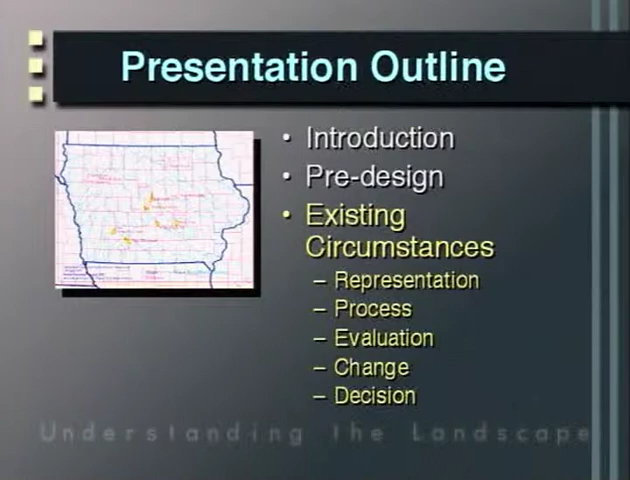 Presentation Outline
• Introduction
• Pre-design
• Existing
Circumstances
– Representation
– Process
– Evaluation
– Change
– Decision
Understanding the Landscape